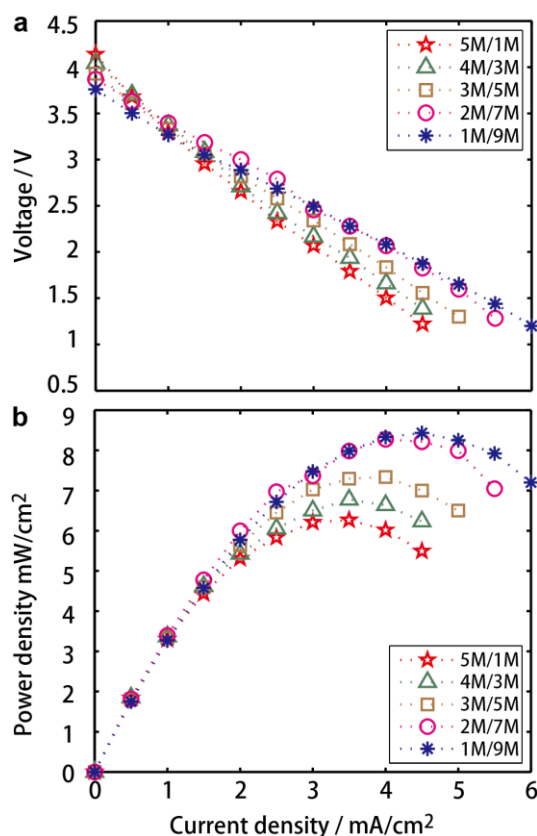 a
4.5
4
3.5
3
2.5
2
1.5
1
0.5
Voltage / V
5M/1M
4M/3M
3M/5M
2M/7M
1M/9M
b
9
8
7
6
5
4
3
2
1
0
Power density mW/cm²
5M/1M
4M/3M
3M/5M
2M/7M
1M/9M
0 1 2 3 4 5 6
Current density / mA/cm²